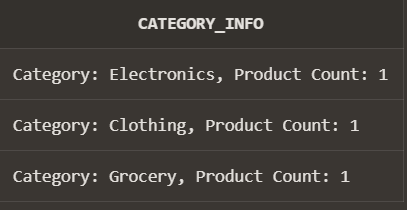 CATEGORY_INFO
Category: Electronics, Product Count: 1
Category: Clothing, Product Count: 1
Category: Grocery, Product Count: 1